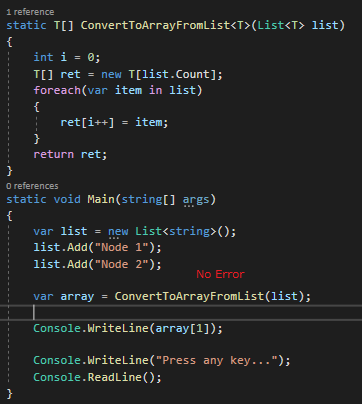 1 reference
static T[] ConvertToArrayFromList<T>(List<T> list)
{
int i = 0;
T[] ret = new T[list.Count];
foreach(var item in list)
{
ret[i++] = item;
}
return ret;
}
0 references
static void Main(string[] args)
{
var list = new List<string>();
list.Add("Node 1");
list.Add("Node 2");
No Error
var array = ConvertToArrayFromList(list);
Console.WriteLine(array[1]);
Console.WriteLine("Press any key...");
Console.ReadLine();
}